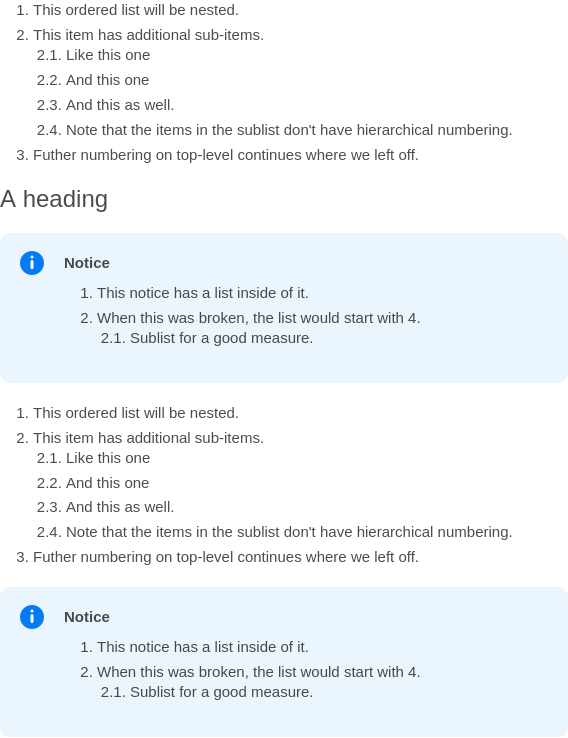 1. This ordered list will be nested.
2. This item has additional sub-items.
2.1. Like this one
2.2. And this one
2.3. And this as well.
2.4. Note that the items in the sublist don't have hierarchical numbering.
3. Futher numbering on top-level continues where we left off.
A heading
Notice
1. This notice has a list inside of it.
2. When this was broken, the list would start with 4.
2.1. Sublist for a good measure.
1. This ordered list will be nested.
2. This item has additional sub-items.
2.1. Like this one
2.2. And this one
2.3. And this as well.
2.4. Note that the items in the sublist don't have hierarchical numbering.
3. Futher numbering on top-level continues where we left off.
Notice
1. This notice has a list inside of it.
2. When this was broken, the list would start with 4.
2.1. Sublist for a good measure.